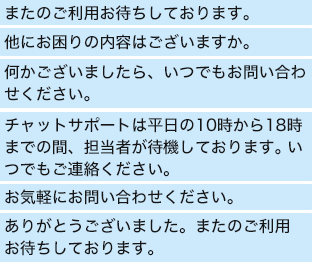 またのご利用お待ちしております。
他にお困りの内容はございますか。
何かございましたら、いつでもお問い合わ
せください。
チャットサポートは平日の10時から18時
までの間、担当者が待機しております。い
つでもご連絡ください。
お気軽にお問い合わせください。
ありがとうございました。またのご利用
お待ちしております。